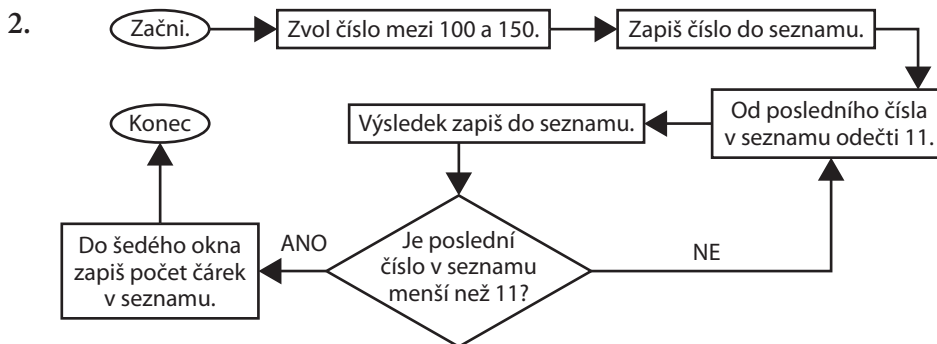 2.
Začni.
Zvol číslo mezi 100 a 150.
Zapiš číslo do seznamu.
Od posledního čísla
v seznamu odečti 11.
Výsledek zapiš do seznamu.
Konec
Je poslední
číslo v seznamu
menší než 11?
ANO
NE
Do šedého okna
zapiš počet čárek
v seznamu.